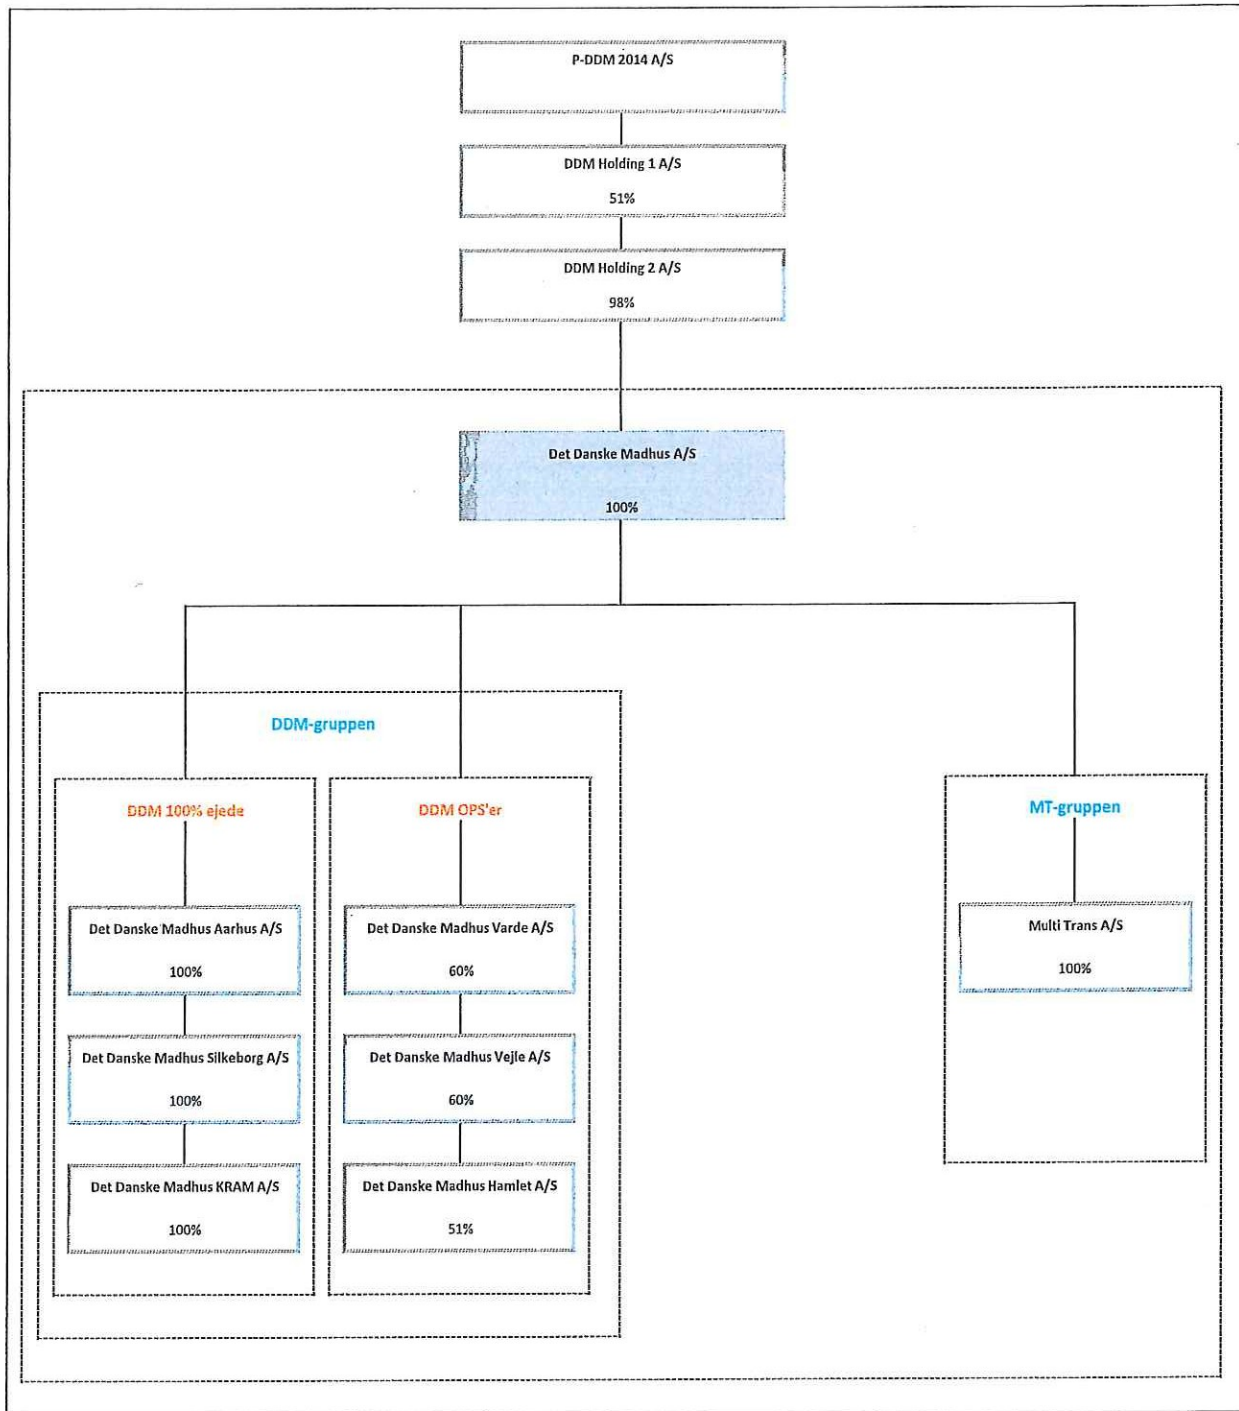 P-DDM 2014 A/S
DDM Holding 1 A/S
51%
DDM Holding 2 A/S
98%
Det Danske Madhus A/S
100%
DDM-gruppen
DDM 100% ejede
DDM OPS'er
MT-gruppen
Det Danske Madhus Aarhus A/S
100%
Det Danske Madhus Varde A/S
60%
Multi Trans A/S
100%
Det Danske Madhus Silkeborg A/S
100%
Det Danske Madhus Vejle A/S
60%
Det Danske Madhus KRAM A/S
100%
Det Danske Madhus Hamlet A/S
51%